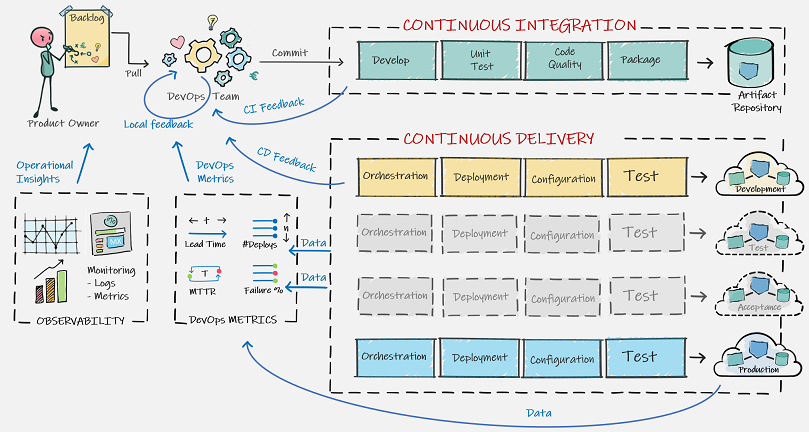 Backlog
Pull
Product Owner
DevOps Team
Local feedback
Commit
CI Feedback
CD Feedback
CONTINUOUS INTEGRATION
Develop
Unit
Test
Code
Quality
Package
Artifact
Repository
CONTINUOUS DELIVERY
Orchestration
Deployment
Configuration
Test
Development
Orchestration
Deployment
Configuration
Test
Test
Orchestration
Deployment
Configuration
Test
Acceptance
Orchestration
Deployment
Configuration
Test
Production
Operational
Insights
DevOps
Metrics
Monitoring
- Logs
- Metrics
OBSERVABILITY
Lead Time
n
#Deploys
T
MTTR
Failure %
DevOps METRICS
Data
Data
Data